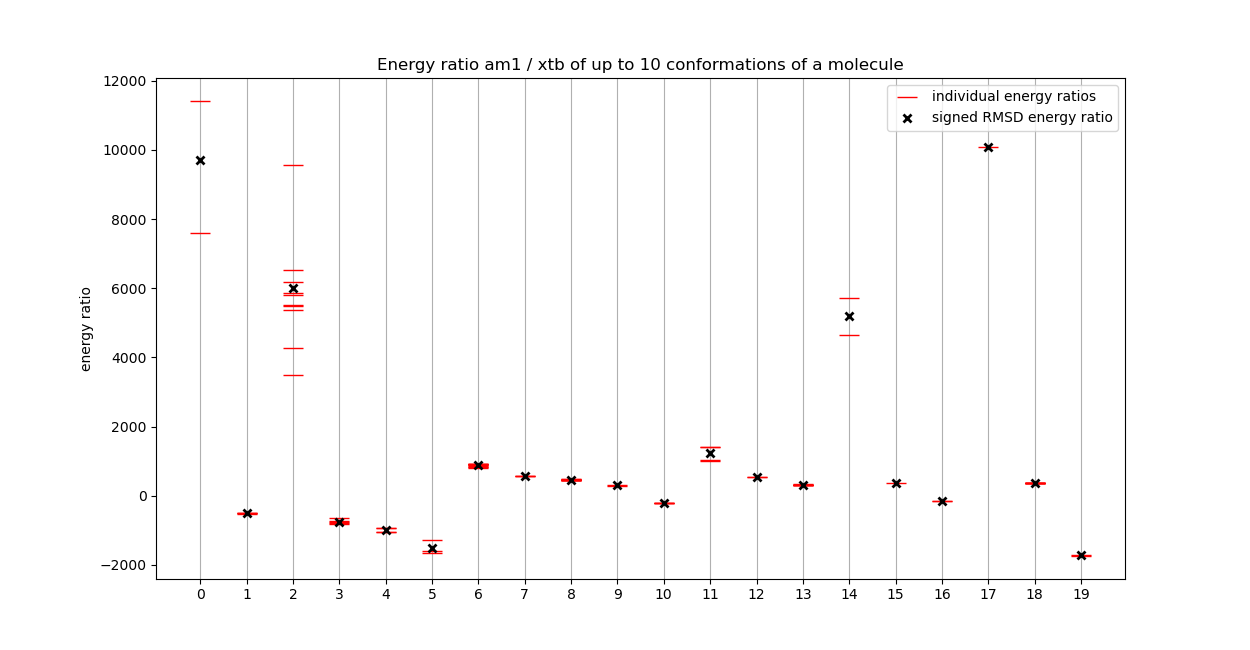 Energy ratio am1 / xtb of up to 10 conformations of a molecule
individual energy ratios
signed RMSD energy ratio
energy ratio
12000
10000
8000
6000
4000
2000
0
−2000
0 1 2 3 4 5 6 7 8 9 10 11 12 13 14 15 16 17 18 19